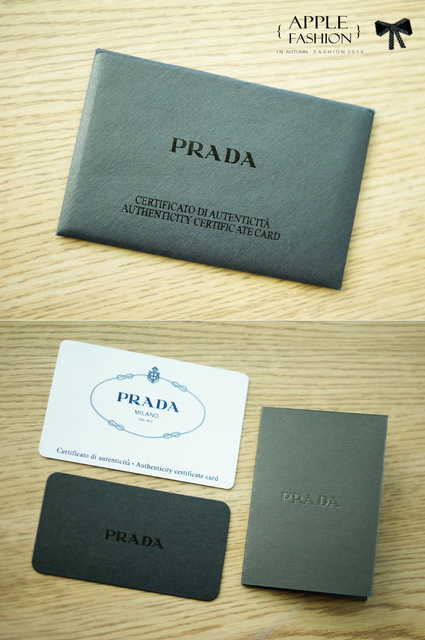 { APPLE
FASHION }
IN AUTUMN FASHION 2013
PRADA
CERTIFICATO DI AUTENTICITÀ
AUTHENTICITY CERTIFICATE CARD
PRADA
MILANO
Certificato di autenticità • Authenticity certificate card
PRADA
PRADA